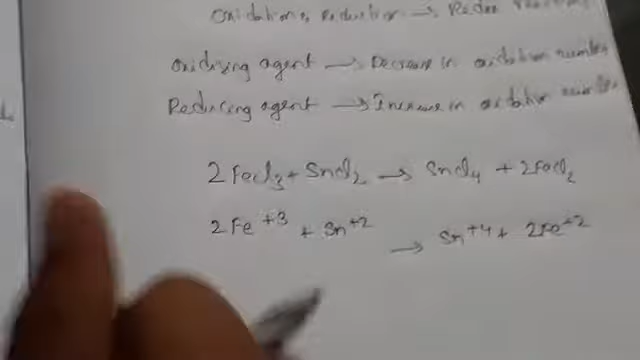 Oxidation & Reduction → Redox
Oxidising agent → Decrease in oxidation number
Reducing agent → Increase in oxidation number
2FeCl3 + SnCl2 → SnCl4 + 2FeCl2
2Fe+3 + Sn+2 → Sn+4 + 2Fe+2